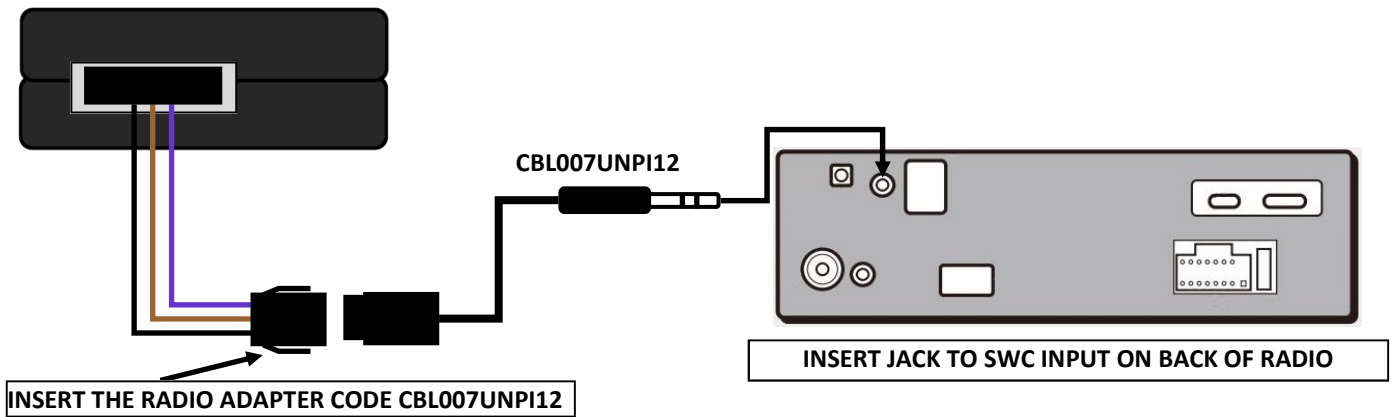 CBL007UNPI12
INSERT JACK TO SWC INPUT ON BACK OF RADIO
INSERT THE RADIO ADAPTER CODE CBL007UNPI12